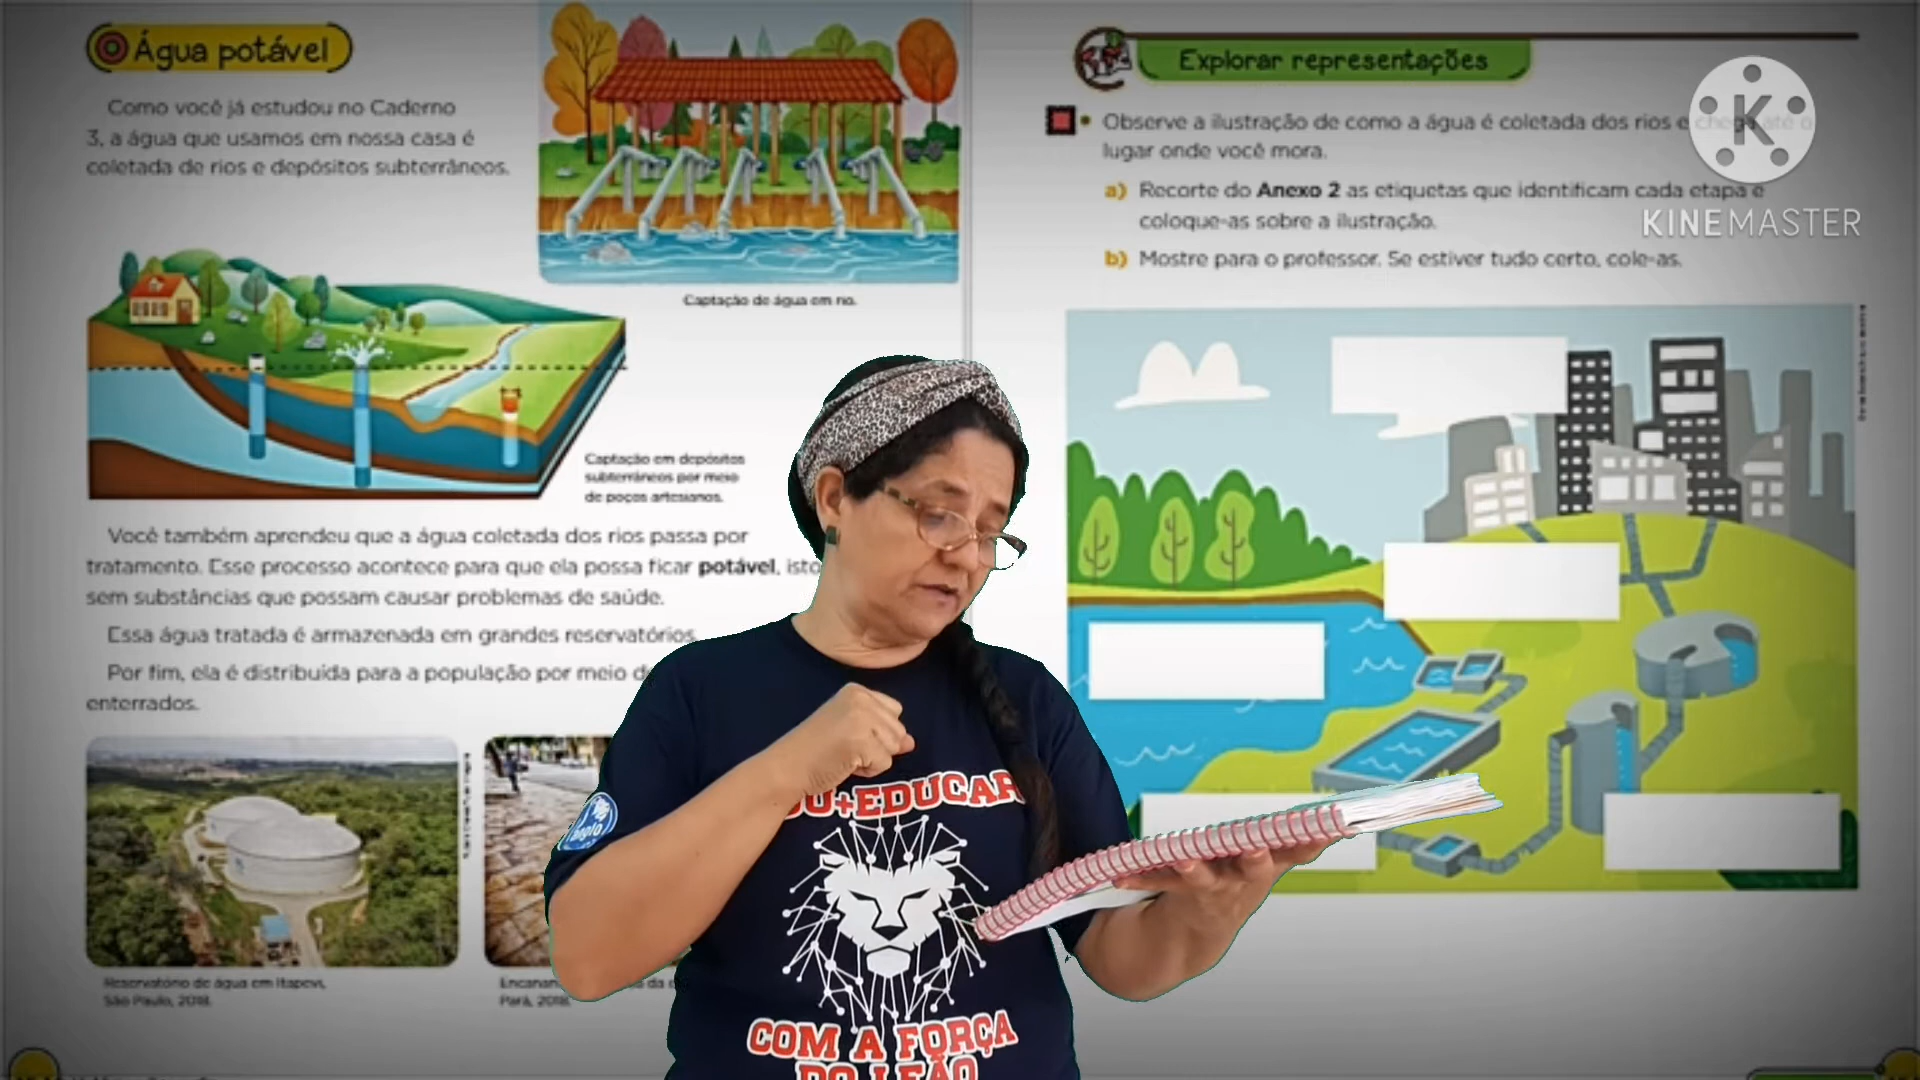 Água potável
Como você já estudou no Caderno
3, a água que usamos em nossa casa é
coletada de rios e depósitos subterrâneos.
Captação de água em rio.
Captação em depósitos
subterrâneos por meio
de poços artesianos.
Você também aprendeu que a água coletada dos rios passa por
tratamento. Esse processo acontece para que ela possa ficar potável, isto
sem substâncias que possam causar problemas de saúde.
Essa água tratada é armazenada em grandes reservatórios.
Por fim, ela é distribuída para a população por meio d
enterrados.
Reservatório de água em Itapevi,
São Paulo, 2018.
Pará, 2018.
Explorar representações
Observe a ilustração de como a água é coletada dos rios e chega até o
lugar onde você mora.
a) Recorte do Anexo 2 as etiquetas que identificam cada etapa e
coloque-as sobre a ilustração.
b) Mostre para o professor. Se estiver tudo certo, cole-as.
K
KINEMASTER
anglo
U+EDUCAR
COM A FORÇA
DO LEÃO